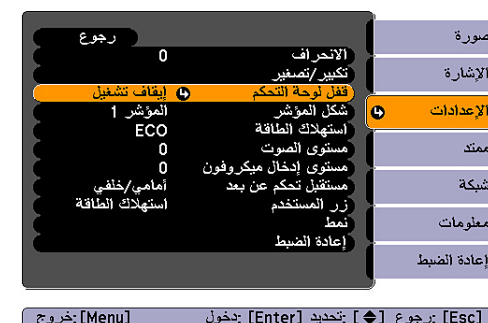 رجوع
الانحراف 0
تكبير/تصغير
قفل لوحة التحكم إيقاف تشغيل
شكل المؤشر المؤشر 1
استهلاك الطاقة ECO
مستوى الصوت 0
مستوى إدخال ميكروفون 0
مستقبل تحكم عن بعد أمامي/خلفي
زر المستخدم استهلاك الطاقة
نمط
إعادة الضبط
صورة
الإشارة
الإعدادات
ممتد
شبكة
معلومات
إعادة الضبط
[Esc] :رجوع [♦] :تحديد [Enter] :دخول [Menu] :خروج